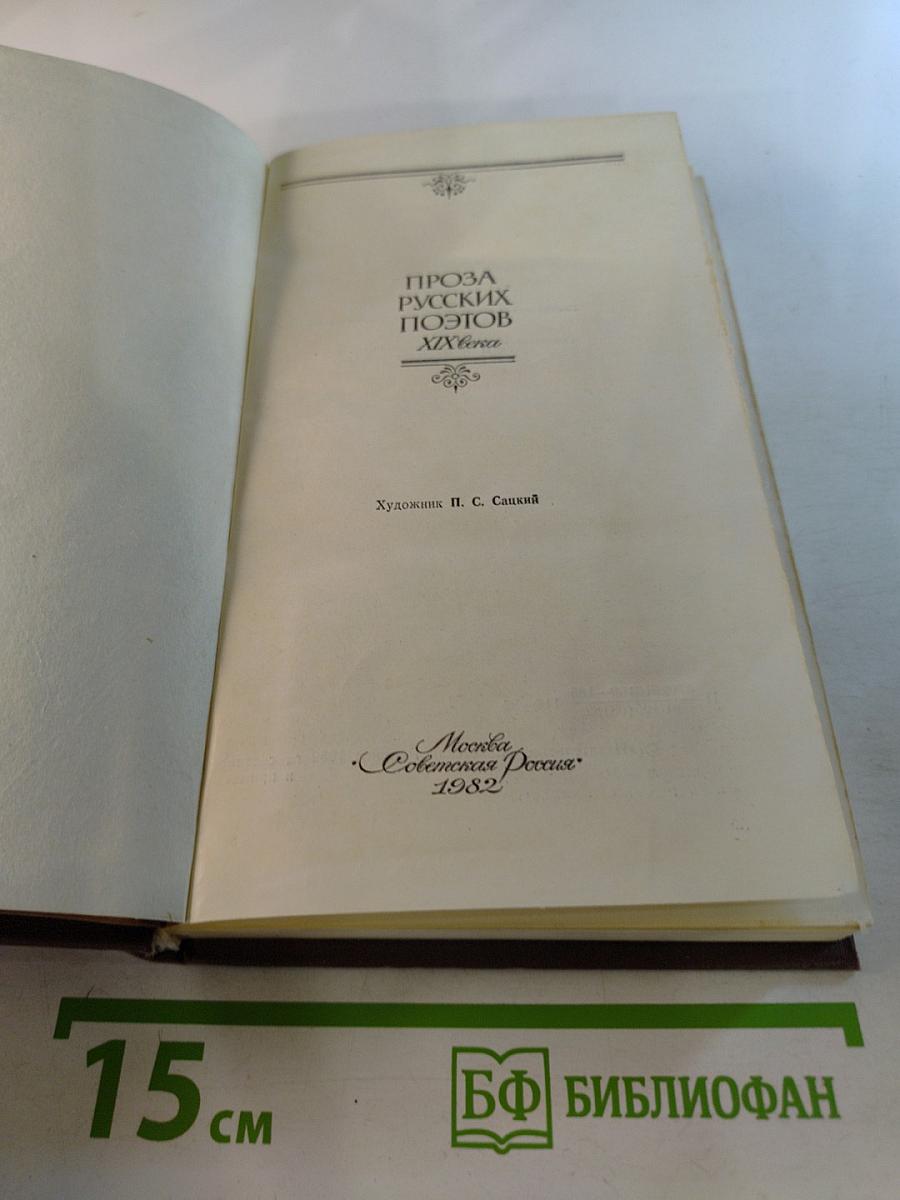 ПРОЗА
РУССКИХ
ПОЭТОВ
XIX века
Художник П. С. Сацкий
Москва
«Советская Россия»
1982
15 см
БФ БИБЛИОФАН